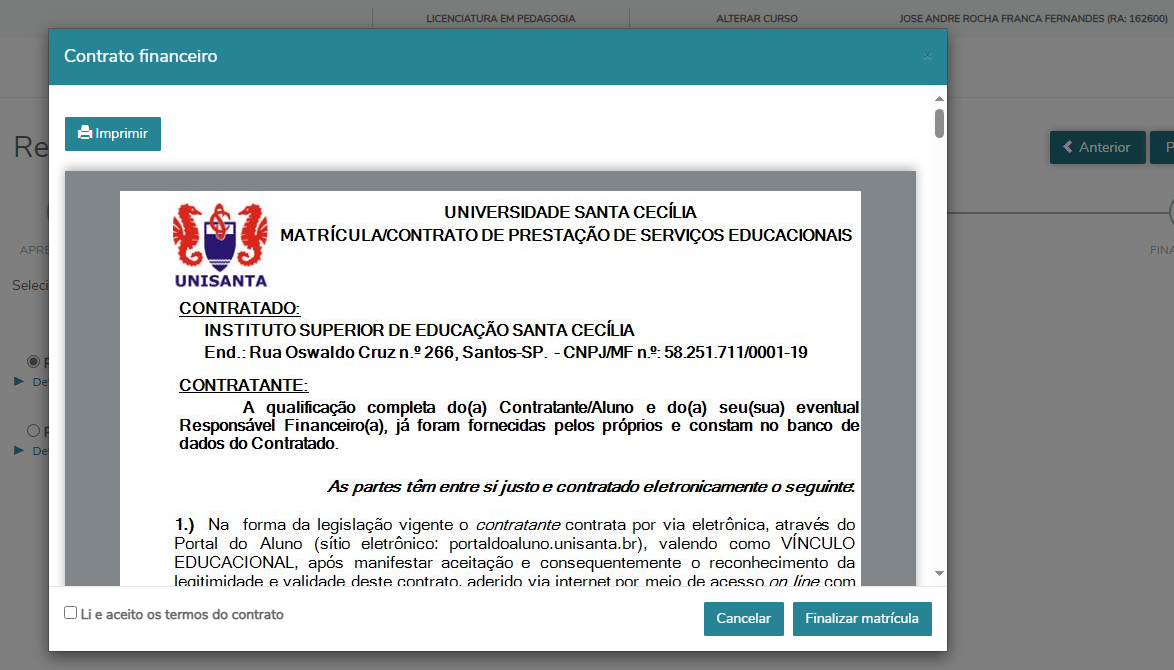 LICENCIATURA EM PEDAGOGIA
ALTERAR CURSO
JOSE ANDRE ROCHA FRANCA FERNANDES (RA: 162600)
Contrato financeiro
×
Imprimir
Anterior
UNISANTA
UNIVERSIDADE SANTA CECÍLIA
MATRÍCULA/CONTRATO DE PRESTAÇÃO DE SERVIÇOS EDUCACIONAIS
CONTRATADO:
INSTITUTO SUPERIOR DE EDUCAÇÃO SANTA CECÍLIA
End.: Rua Oswaldo Cruz n.º 266, Santos-SP. - CNPJ/MF n.º: 58.251.711/0001-19
CONTRATANTE:
A qualificação completa do(a) Contratante/Aluno e do(a) seu(sua) eventual
Responsável Financeiro(a), já foram fornecidas pelos próprios e constam no banco de
dados do Contratado.
As partes têm entre si justo e contratado eletronicamente o seguinte:
1.) Na forma da legislação vigente o contratante contrata por via eletrônica, através do
Portal do Aluno (sítio eletrônico: portaldoaluno.unisanta.br), valendo como VÍNCULO
EDUCACIONAL, após manifestar aceitação e consequentemente o reconhecimento da
legitimidade e validade deste contrato, aderido via internet por meio de acesso on line com
Li e aceito os termos do contrato
Cancelar
Finalizar matrícula